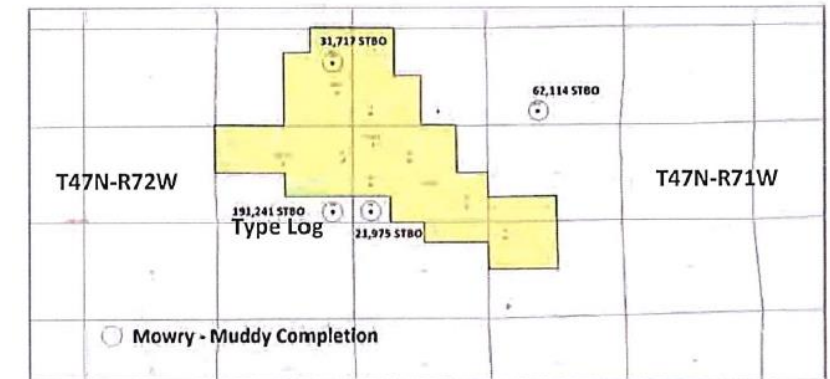 31,717 STBO
62,114 STBO
T47N-R72W
T47N-R71W
191,241 STBO
Type Log
21,975 STBO
Mowry - Muddy Completion